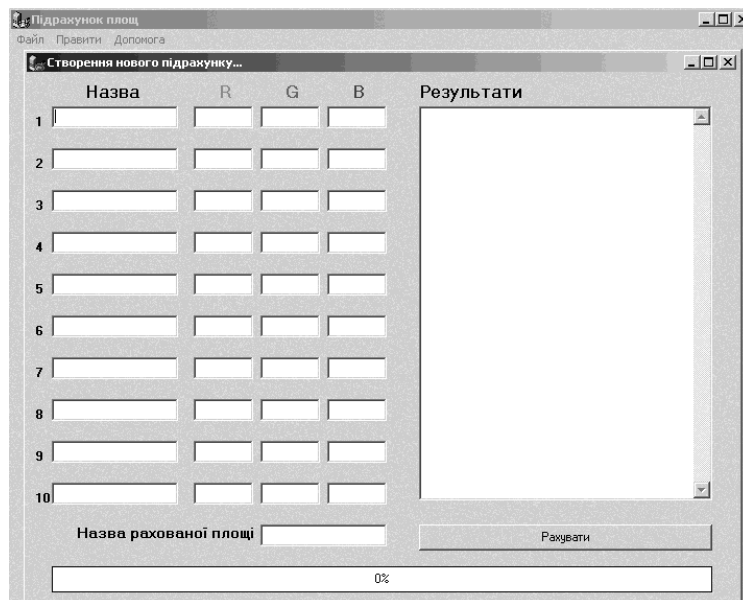 Підрахунок площ
Файл Правити Допомога
Створення нового підрахунку...
Назва R G B Результати
1
2
3
4
5
6
7
8
9
10
Назва рахованої площі
Рахувати
0%